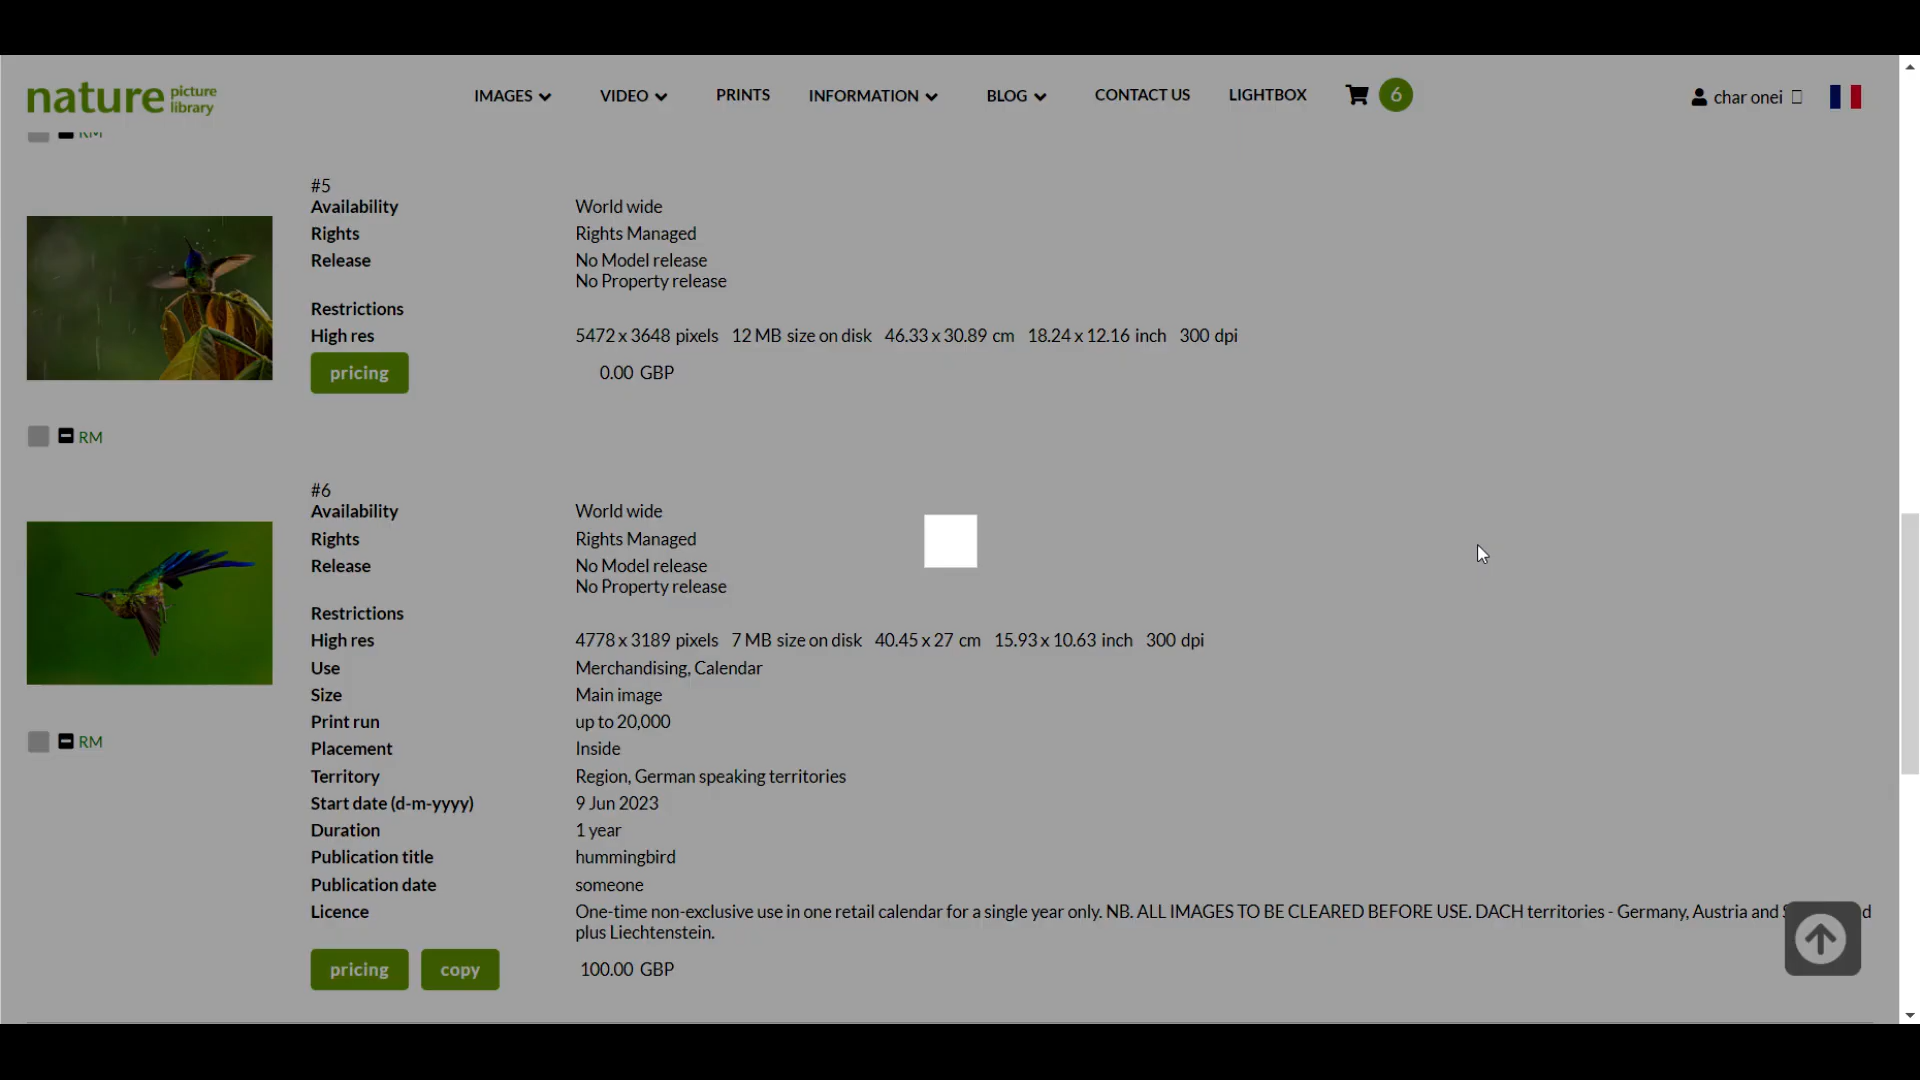 nature picture library
IMAGES
VIDEO
PRINTS
INFORMATION
BLOG
CONTACT US
LIGHTBOX
6
char onei
RM
#5
Availability World wide
Rights Rights Managed
Release No Model release
No Property release
Restrictions
High res 5472 x 3648 pixels 12 MB size on disk 46.33 x 30.89 cm 18.24 x 12.16 inch 300 dpi
pricing 0.00 GBP
RM
#6
Availability World wide
Rights Rights Managed
Release No Model release
No Property release
Restrictions
High res 4778 x 3189 pixels 7 MB size on disk 40.45 x 27 cm 15.93 x 10.63 inch 300 dpi
Use Merchandising, Calendar
Size Main image
Print run up to 20,000
RM
Placement Inside
Territory Region, German speaking territories
Start date (d-m-yyyy) 9 Jun 2023
Duration 1 year
Publication title hummingbird
Publication date someone
Licence One-time non-exclusive use in one retail calendar for a single year only. NB. ALL IMAGES TO BE CLEARED BEFORE USE. DACH territories - Germany, Austria and
plus Liechtenstein.
pricing copy 100.00 GBP